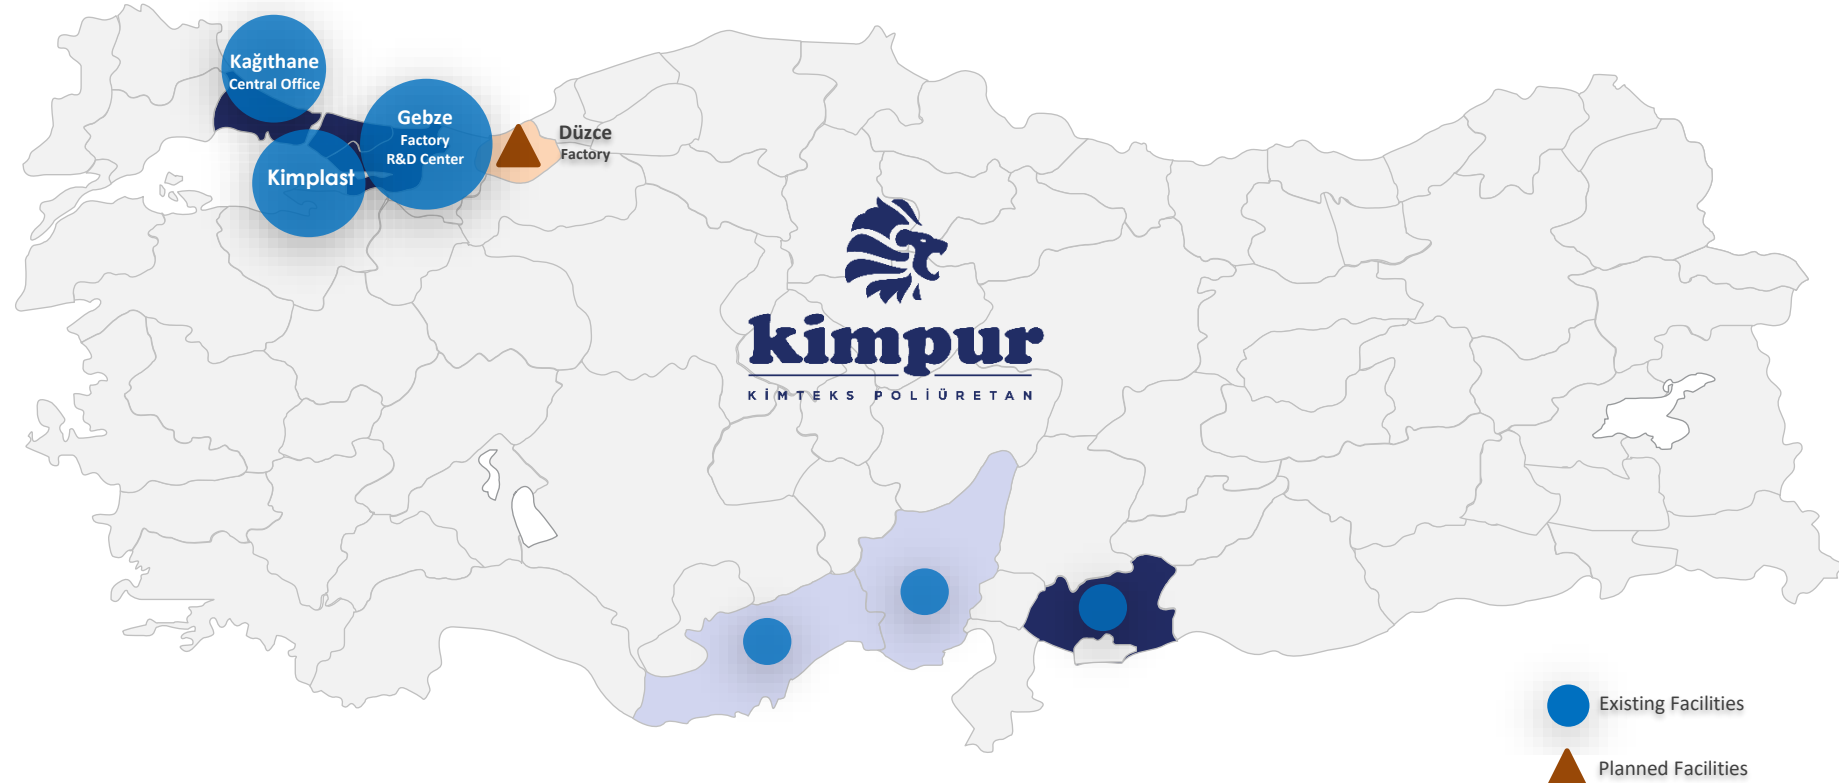 Kağıthane
Central Office
Gebze
Factory
R&D Center
Düzce
Factory
Kimplast
kimpur
KİMTEKS POLİÜRETAN
Existing Facilities
Planned Facilities